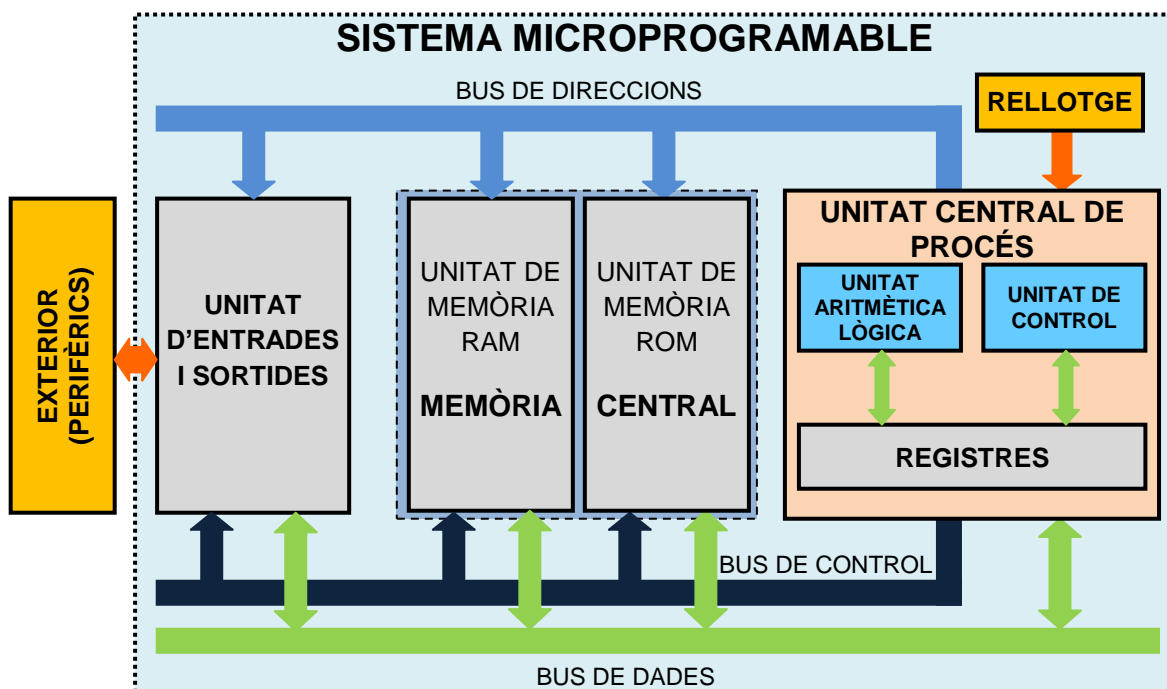 SISTEMA MICROPROGRAMABLE
BUS DE DIRECCIONS
RELLOTGE
EXTERIOR
(PERIFÈRICS)
UNITAT
D'ENTRADES
I SORTIDES
UNITAT DE
MEMÒRIA
RAM
MEMÒRIA
UNITAT DE
MEMÒRIA
ROM
CENTRAL
UNITAT CENTRAL DE
PROCÉS
UNITAT
ARITMÈTICA
LÒGICA
UNITAT DE
CONTROL
REGISTRES
BUS DE CONTROL
BUS DE DADES